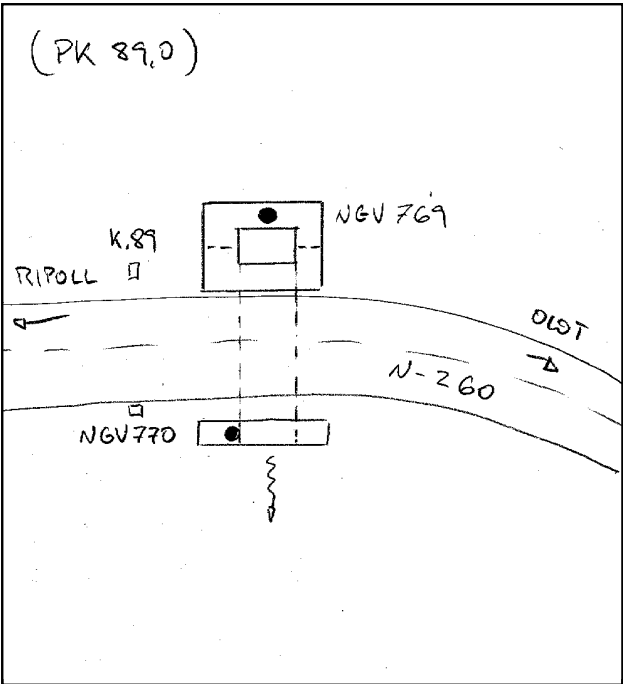 (PK 89,0)
NGV 769
K.89
RIPOLL
OLOT
N-260
NGV770